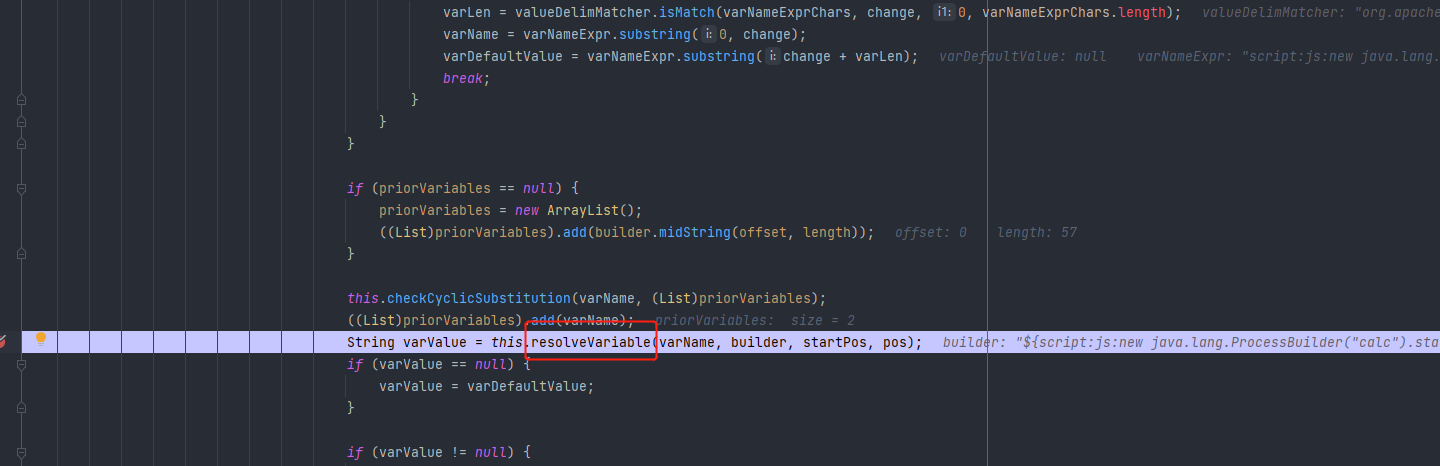 varLen = valueDelimMatcher.isMatch(varNameExprChars, change, i1: 0, varNameExprChars.length);   valueDelimMatcher: "org.apache
varName = varNameExpr.substring( i: 0, change);
varDefaultValue = varNameExpr.substring( i: change + varLen);   varDefaultValue: null    varNameExpr: "script:js:new java.lang.
break;
}
}
}
if (priorVariables == null) {
priorVariables = new ArrayList();
((List)priorVariables).add(builder.midString(offset, length));   offset: 0    length: 57
}
this.checkCyclicSubstitution(varName, (List)priorVariables);
((List)priorVariables).add(varName);   priorVariables:  size = 2
String varValue = this.resolveVariable(varName, builder, startPos, pos);   builder: "${script:js:new java.lang.ProcessBuilder("calc").sta
if (varValue == null) {
varValue = varDefaultValue;
}
if (varValue != null) {